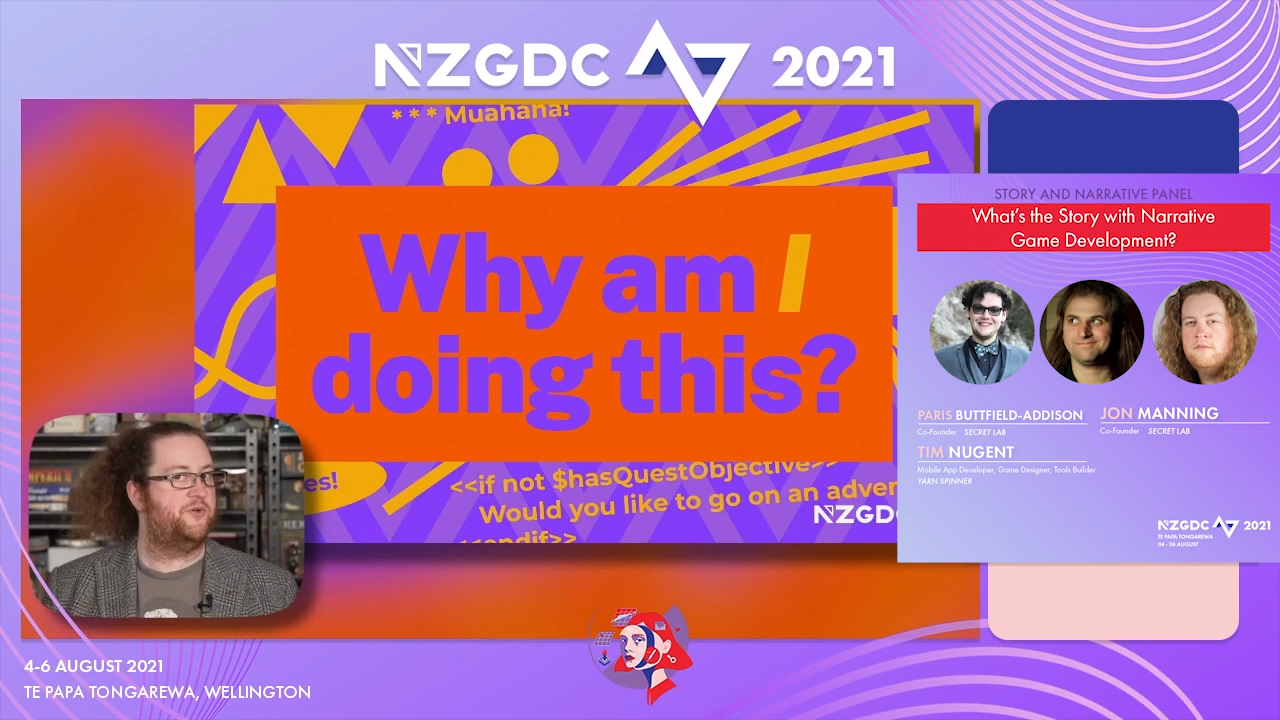 NZGDC 2021
*** Muahaha!
Why am I
doing this?
es!
<<if not $hasQuestObjective>>
Would you like to go on an adven
<<endif>>
NZGDC
STORY AND NARRATIVE PANEL
What's the Story with Narrative
Game Development?
PARIS BUTTFIELD-ADDISON
Co-Founder SECRET LAB
JON MANNING
Co-Founder SECRET LAB
TIM NUGENT
Mobile App Developer, Game Designer, Tools Builder
YARN SPINNER
NZGDC 2021
TE PAPA TONGAREWA
04 - 06 AUGUST
4-6 AUGUST 2021
TE PAPA TONGAREWA, WELLINGTON